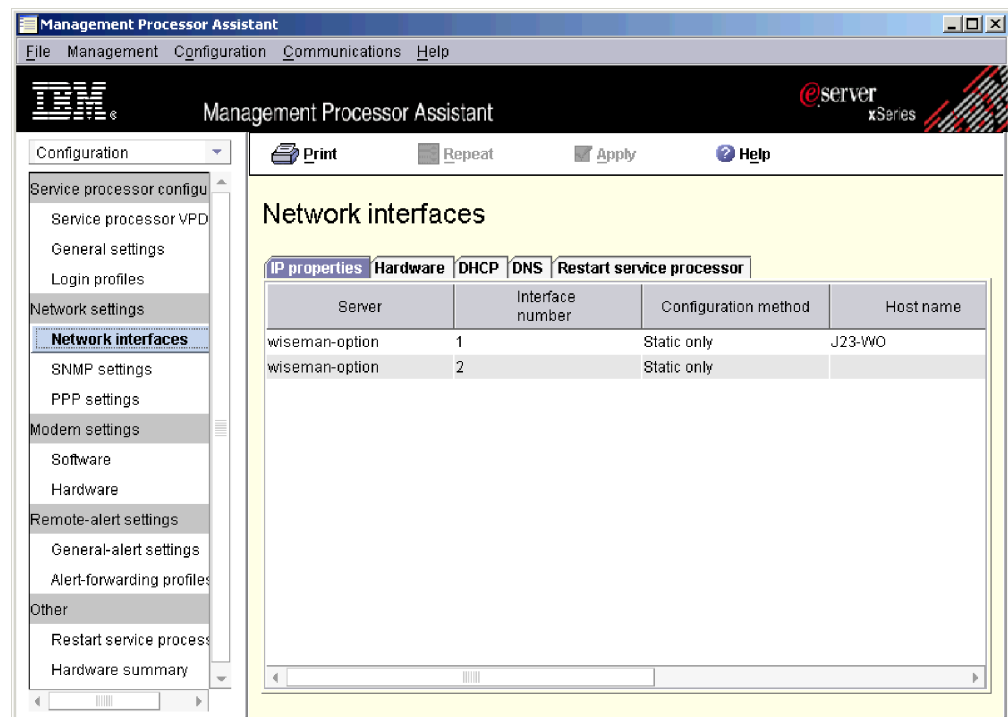 Management Processor Assistant
File Management Configuration Communications Help
IBM®
Management Processor Assistant
eserver
xSeries
Configuration
Print Repeat Apply Help
Service processor configu
Service processor VPD
General settings
Login profiles
Network settings
Network interfaces
SNMP settings
PPP settings
Modem settings
Software
Hardware
Remote-alert settings
General-alert settings
Alert-forwarding profiles
Other
Restart service process
Hardware summary
Network interfaces
IP properties Hardware DHCP DNS Restart service processor
Server Interface number Configuration method Host name
wiseman-option 1 Static only J23-WO
wiseman-option 2 Static only